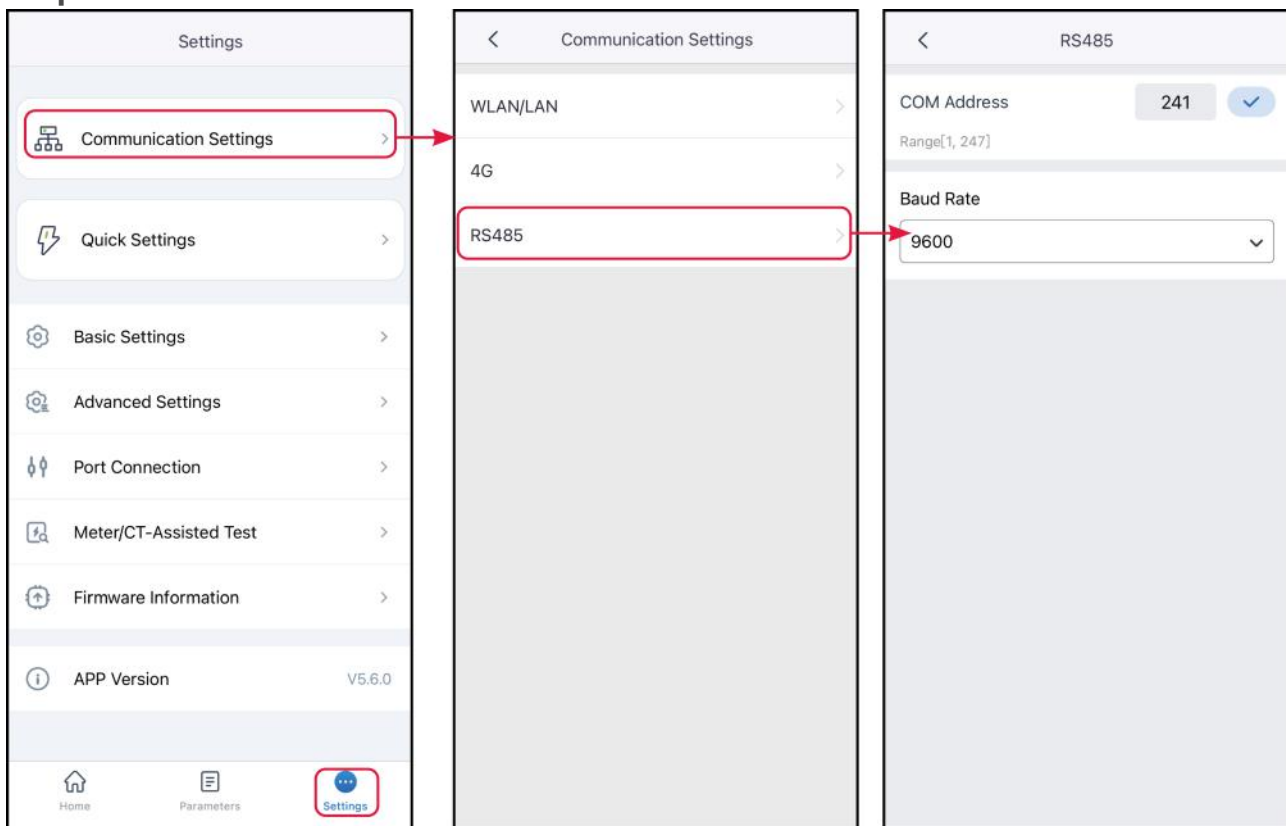 Settings
Communication Settings
Quick Settings
Basic Settings
Advanced Settings
Port Connection
Meter/CT-Assisted Test
Firmware Information
APP Version V5.6.0
Home Parameters Settings
Communication Settings
WLAN/LAN
4G
RS485
RS485
COM Address 241
Range[1, 247]
Baud Rate
9600